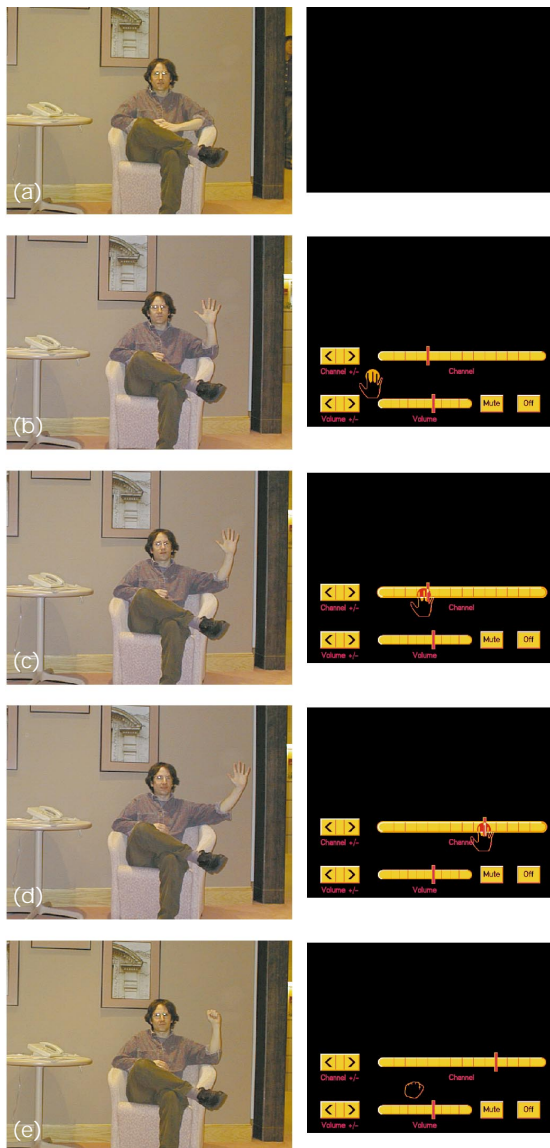 (a)
(b)
Channel +/-
Channel
Volume +/-
Volume
Mute
Off
(c)
Channel +/-
Channel
Volume +/-
Volume
Mute
Off
(d)
Channel +/-
Channel
Volume +/-
Volume
Mute
Off
(e)
Channel +/-
Channel
Volume +/-
Volume
Mute
Off